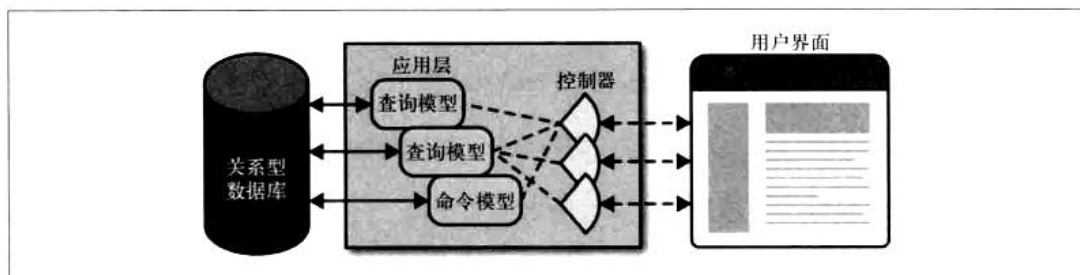 用户界面
应用层
控制器
查询模型
查询模型
命令模型
关系型
数据库